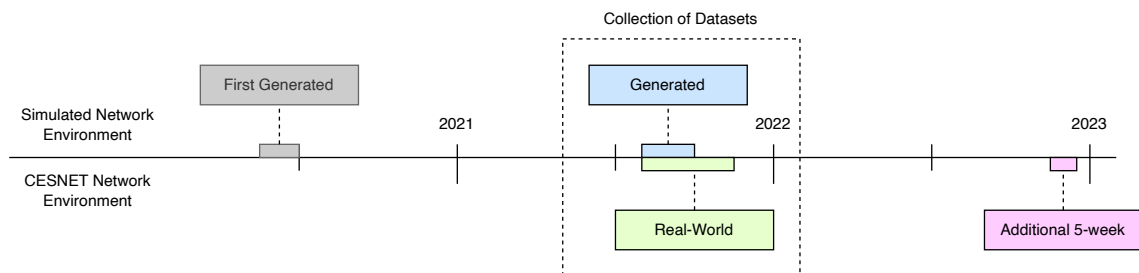 Collection of Datasets
First Generated
Generated
Simulated Network
Environment
2021
2022
2023
CESNET Network
Environment
Real-World
Additional 5-week